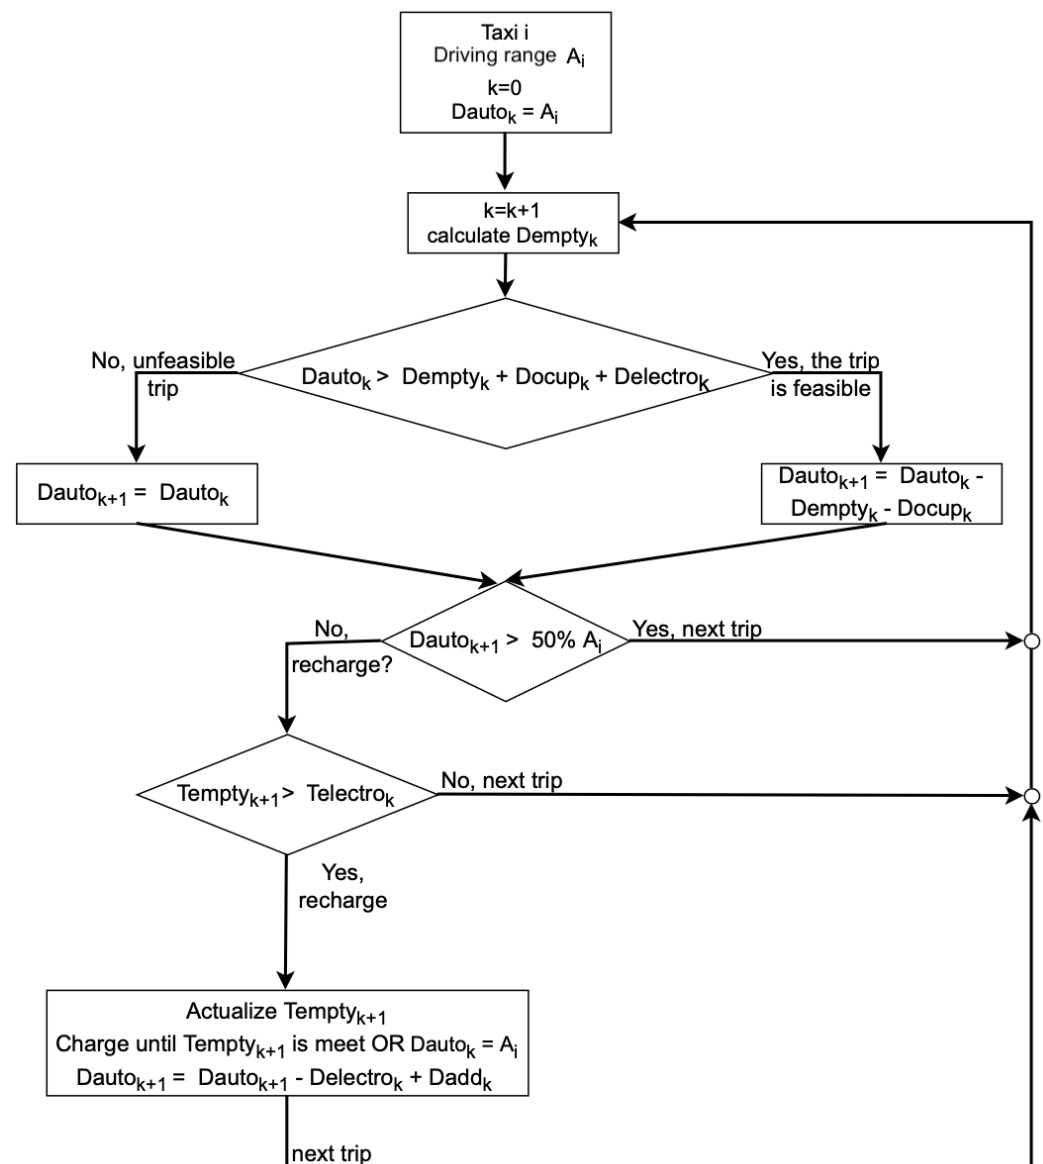 Taxi i
Driving range A_i
k=0
Dauto_k = A_i
k=k+1
calculate Dempty_k
No, unfeasible
trip
Dauto_k > Dempty_k + Docup_k + Delectro_k
Yes, the trip
is feasible
Dauto_k+1 = Dauto_k
Dauto_k+1 = Dauto_k -
Dempty_k - Docup_k
No,
recharge?
Dauto_k+1 > 50% A_i
Yes, next trip
Tempty_k+1 > Telectro_k
No, next trip
Yes,
recharge
Actualize Tempty_k+1
Charge until Tempty_k+1 is meet OR Dauto_k = A_i
Dauto_k+1 = Dauto_k+1 - Delectro_k + Dadd_k
next trip